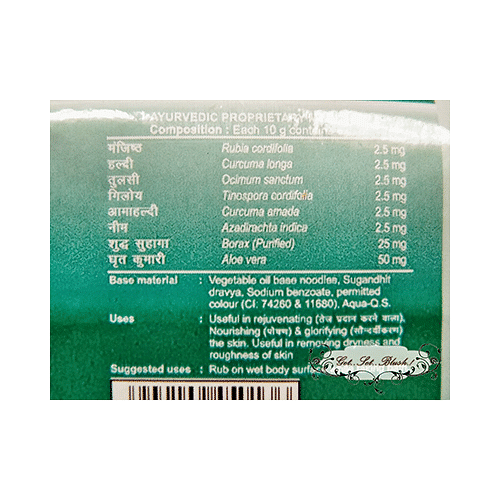 AYURVEDIC PROPRIETARY
Composition : Each 10 g
मंजिष्ठ Rubia cordifolia 2.5 mg
हल्दी Curcuma longa 2.5 mg
तुलसी Ocimum sanctum 2.5 mg
गिलोय Tinospora cordifolia 2.5 mg
आमाहल्दी Curcuma amada 2.5 mg
नीम Azadirachta indica 2.5 mg
शुद्ध सुहागा Borax (Purified) 25 mg
घृत कुमारी Aloe vera 50 mg
Base material : Vegetable oil base noodles, Sugandhit
dravya, Sodium benzoate, permitted
colour (CI. 74260 & 11680), Aqua-Q.S.
Uses : Useful in rejuvenating (तेज प्रदान करने वाला),
Nourishing (पोषण) & glorifying (सौन्दर्यीकरण)
the skin. Useful in removing dryness and
roughness of skin
Suggested uses : Rub on wet body
Get. Set. Blush!